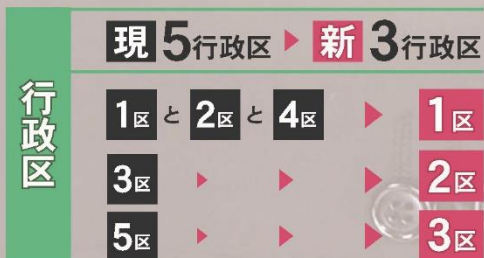 行政区
現 5行政区 ▶ 新 3行政区
1区 と 2区 と 4区 ▶ 1区
3区 ▶ ▶ ▶ 2区
5区 ▶ ▶ ▶ 3区